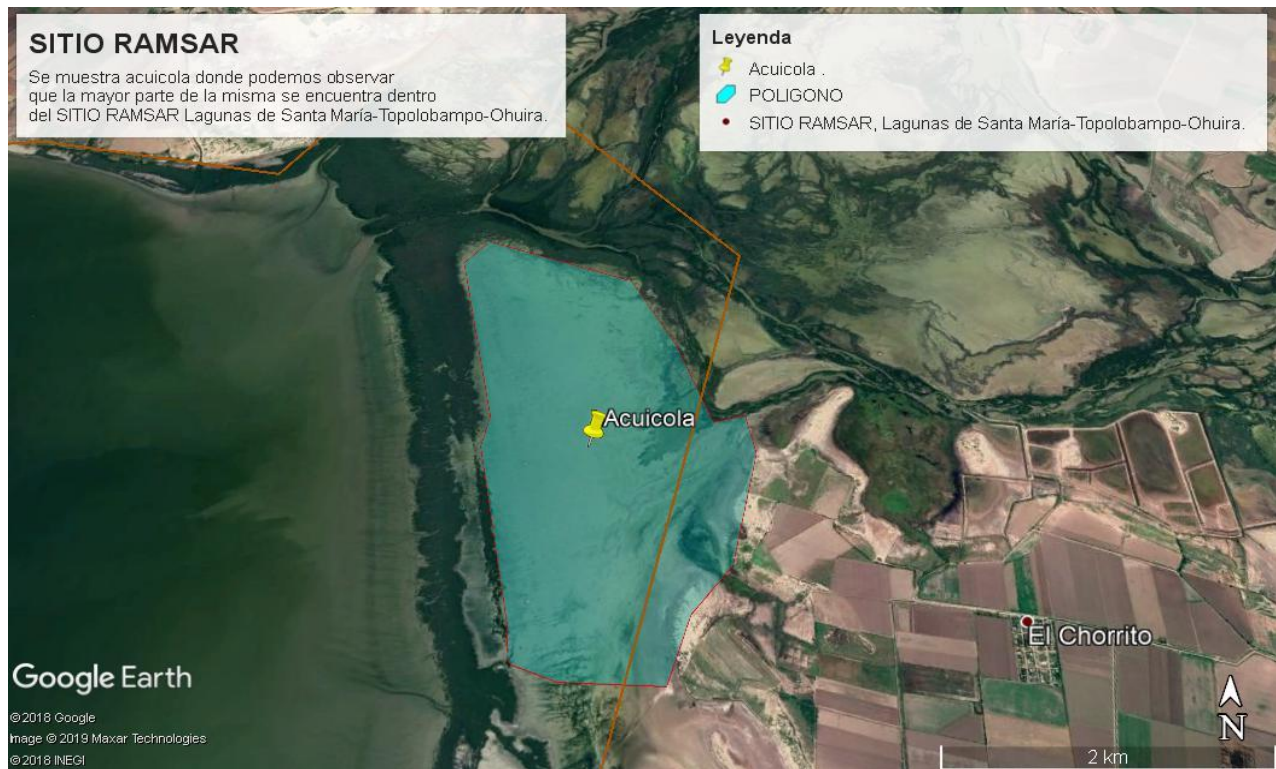 SITIO RAMSAR
Se muestra acuicola donde podemos observar
que la mayor parte de la misma se encuentra dentro
del SITIO RAMSAR Lagunas de Santa María-Topolobampo-Ohuira.
Leyenda
Acuicola .
POLIGONO
SITIO RAMSAR, Lagunas de Santa María-Topolobampo-Ohuira.
Acuicola
El Chorrito
Google Earth
© 2018 Google
Image © 2019 Maxar Technologies
© 2018 INEGI
N
2 km